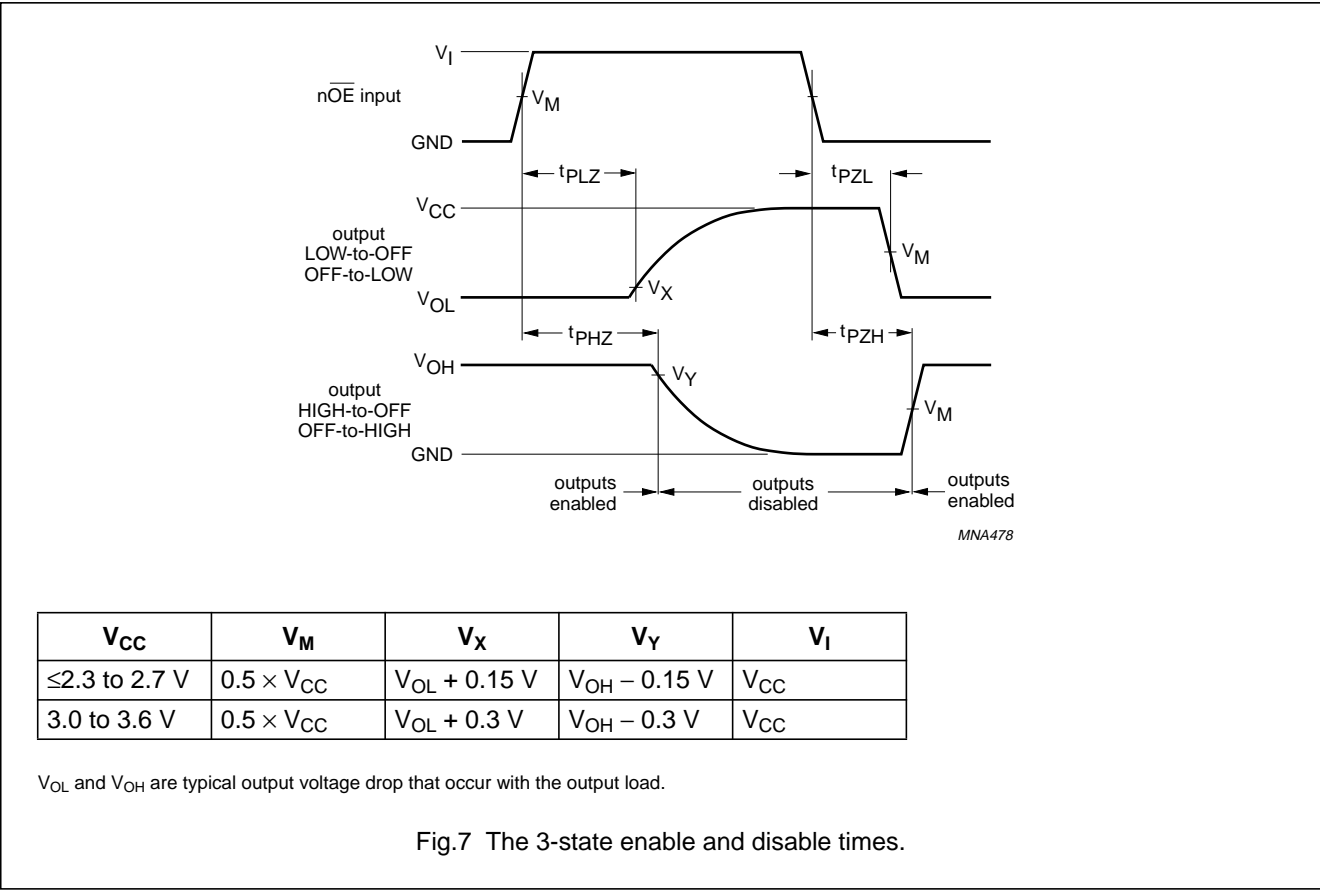 V_I
nOE input
V_M
GND
t_PLZ
t_PZL
V_CC
output
LOW-to-OFF
OFF-to-LOW
V_M
V_X
V_OL
t_PHZ
t_PZH
V_OH
V_Y
output
HIGH-to-OFF
OFF-to-HIGH
V_M
GND
outputs
enabled
outputs
disabled
outputs
enabled
MNA478
V_CC V_M V_X V_Y V_I
≤2.3 to 2.7 V 0.5 × V_CC V_OL + 0.15 V V_OH − 0.15 V V_CC
3.0 to 3.6 V 0.5 × V_CC V_OL + 0.3 V V_OH − 0.3 V V_CC
V_OL and V_OH are typical output voltage drop that occur with the output load.
Fig.7 The 3-state enable and disable times.